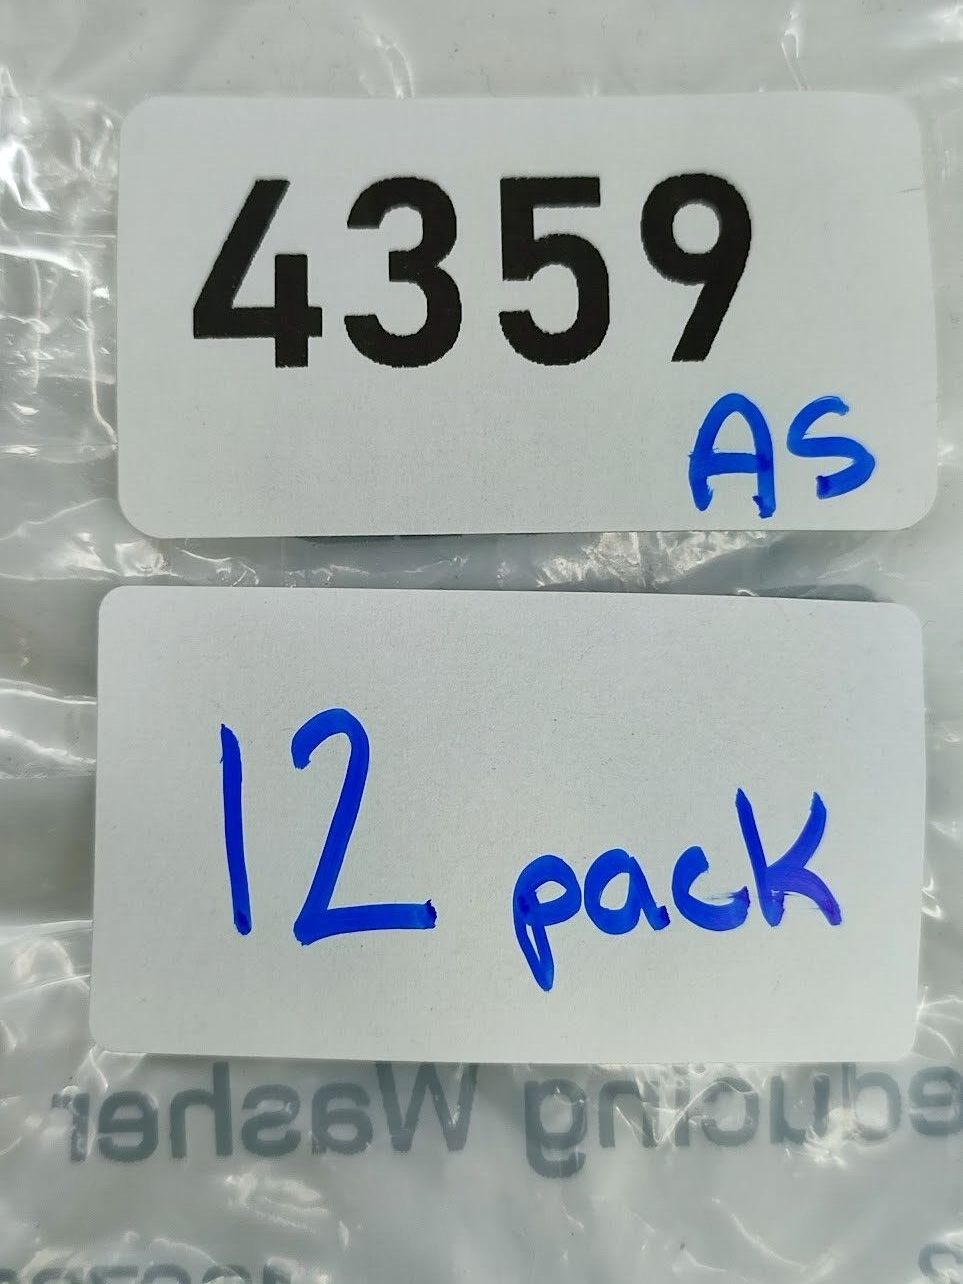 4359
AS
12 pack
educing Washer